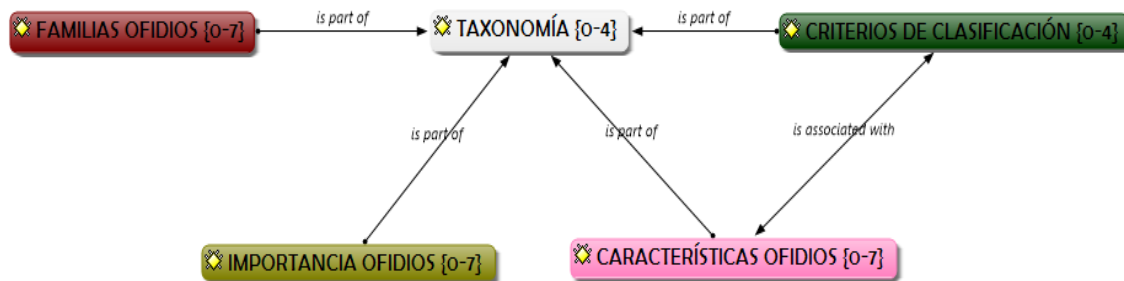 FAMILIAS OFIDIOS {0-7}
is part of
TAXONOMÍA {0-4}
is part of
CRITERIOS DE CLASIFICACIÓN {0-4}
is part of
is part of
is associated with
IMPORTANCIA OFIDIOS {0-7}
CARACTERÍSTICAS OFIDIOS {0-7}